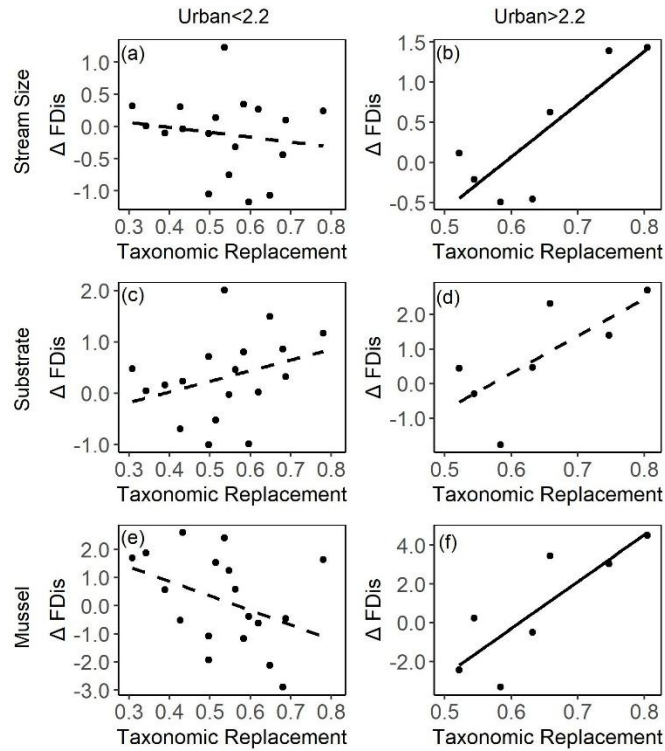 Urban<2.2 Urban>2.2
Stream Size
Δ FDis
(a)
1.0
0.5
0.0
-0.5
-1.0
0.3 0.4 0.5 0.6 0.7 0.8
Taxonomic Replacement
Δ FDis
(b)
1.5
1.0
0.5
0.0
-0.5
0.5 0.6 0.7 0.8
Taxonomic Replacement
Substrate
Δ FDis
(c)
2.0
1.0
0.0
-1.0
0.3 0.4 0.5 0.6 0.7 0.8
Taxonomic Replacement
Δ FDis
(d)
2.0
1.0
0.0
-1.0
0.5 0.6 0.7 0.8
Taxonomic Replacement
Mussel
Δ FDis
(e)
2.0
1.0
0.0
-1.0
-2.0
-3.0
0.3 0.4 0.5 0.6 0.7 0.8
Taxonomic Replacement
Δ FDis
(f)
4.0
2.0
0.0
-2.0
0.5 0.6 0.7 0.8
Taxonomic Replacement